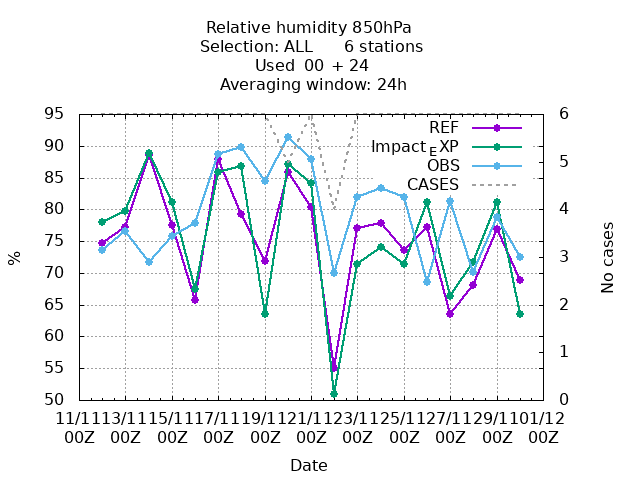 Relative humidity 850hPa
Selection: ALL 6 stations
Used 00 + 24
Averaging window: 24h
95
90
85
80
75
70
65
60
55
50
%
REF
Impact_EXP
OBS
CASES
6
5
4
3
2
1
0
No cases
11/11 13/11 15/11 17/11 19/11 21/11 23/11 25/11 27/11 29/11 01/12
00Z 00Z 00Z 00Z 00Z 00Z 00Z 00Z 00Z 00Z 00Z
Date